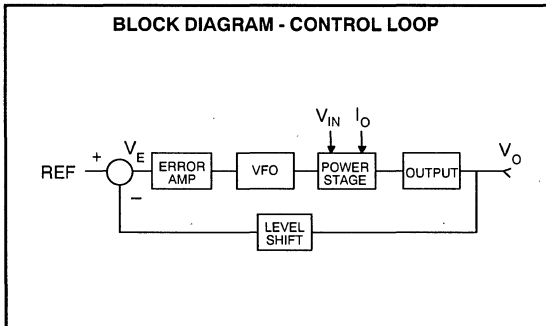 BLOCK DIAGRAM - CONTROL LOOP
V_IN I_O
V_E V_O
REF + ERROR AMP VFO POWER STAGE OUTPUT
−
LEVEL SHIFT